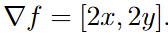 ∇f = [2x, 2y].